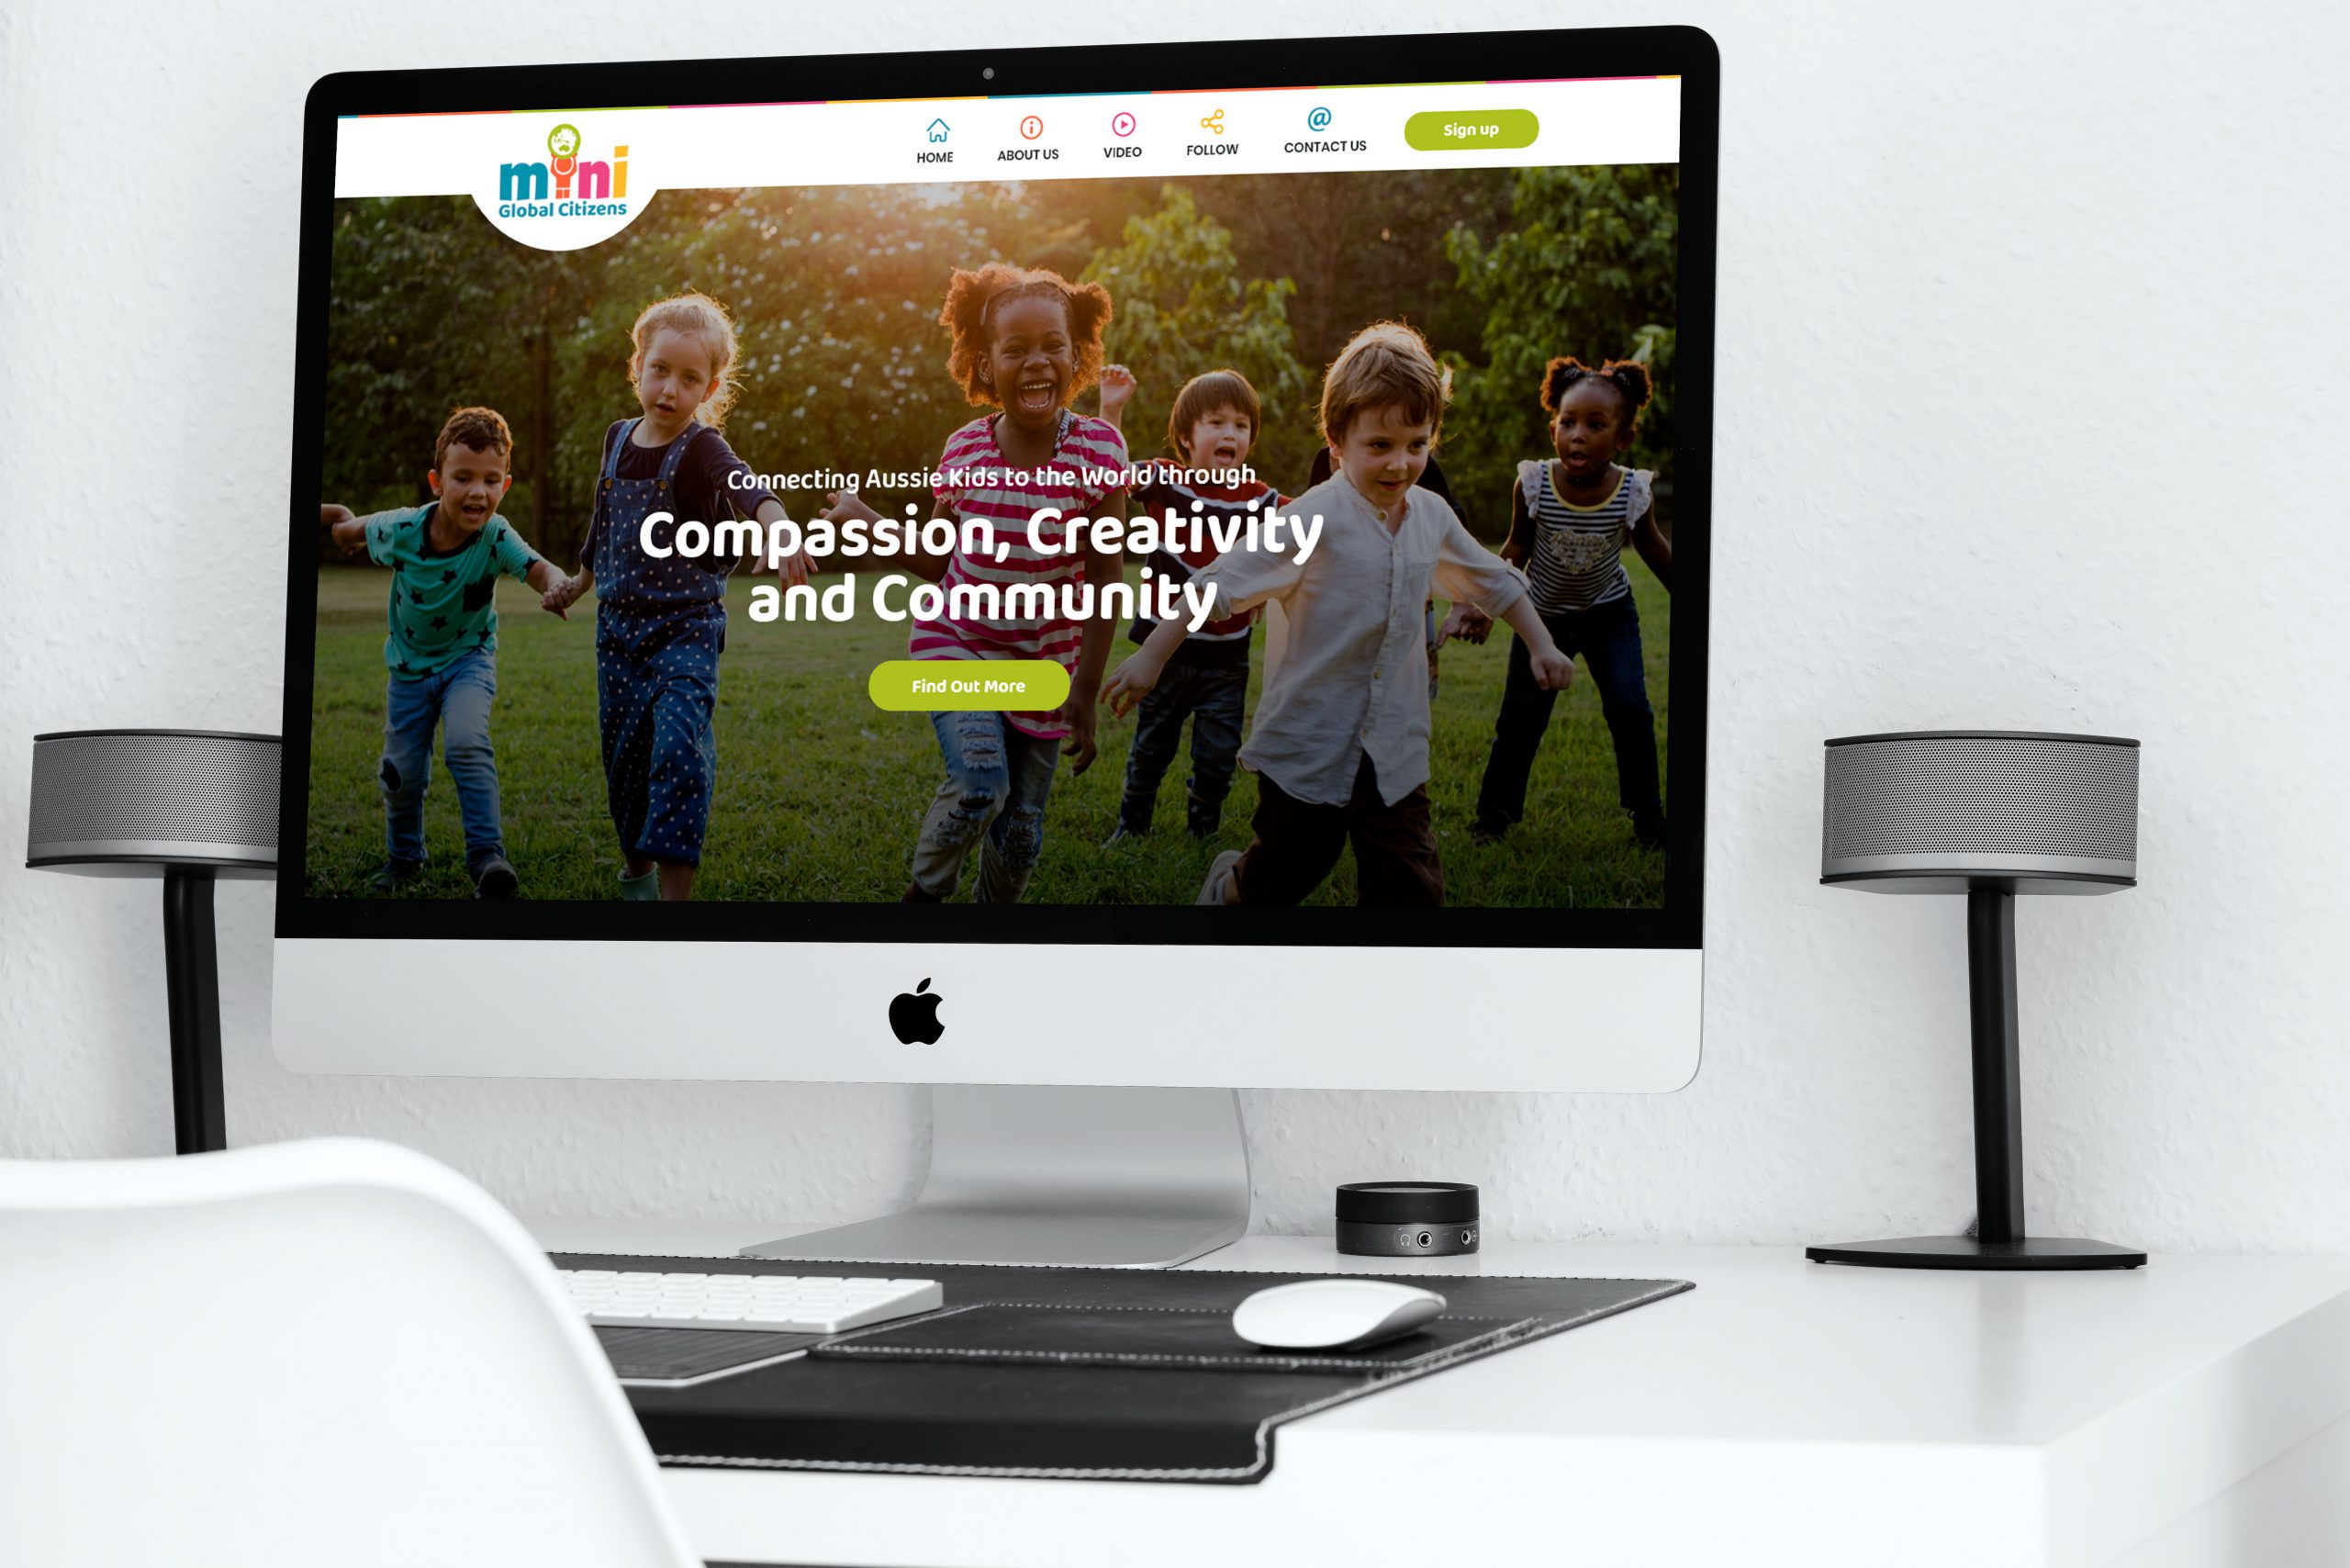 mini
Global Citizens
HOME
ABOUT US
VIDEO
FOLLOW
CONTACT US
Sign up
Connecting Aussie Kids to the World through
Compassion, Creativity
and Community
Find Out More